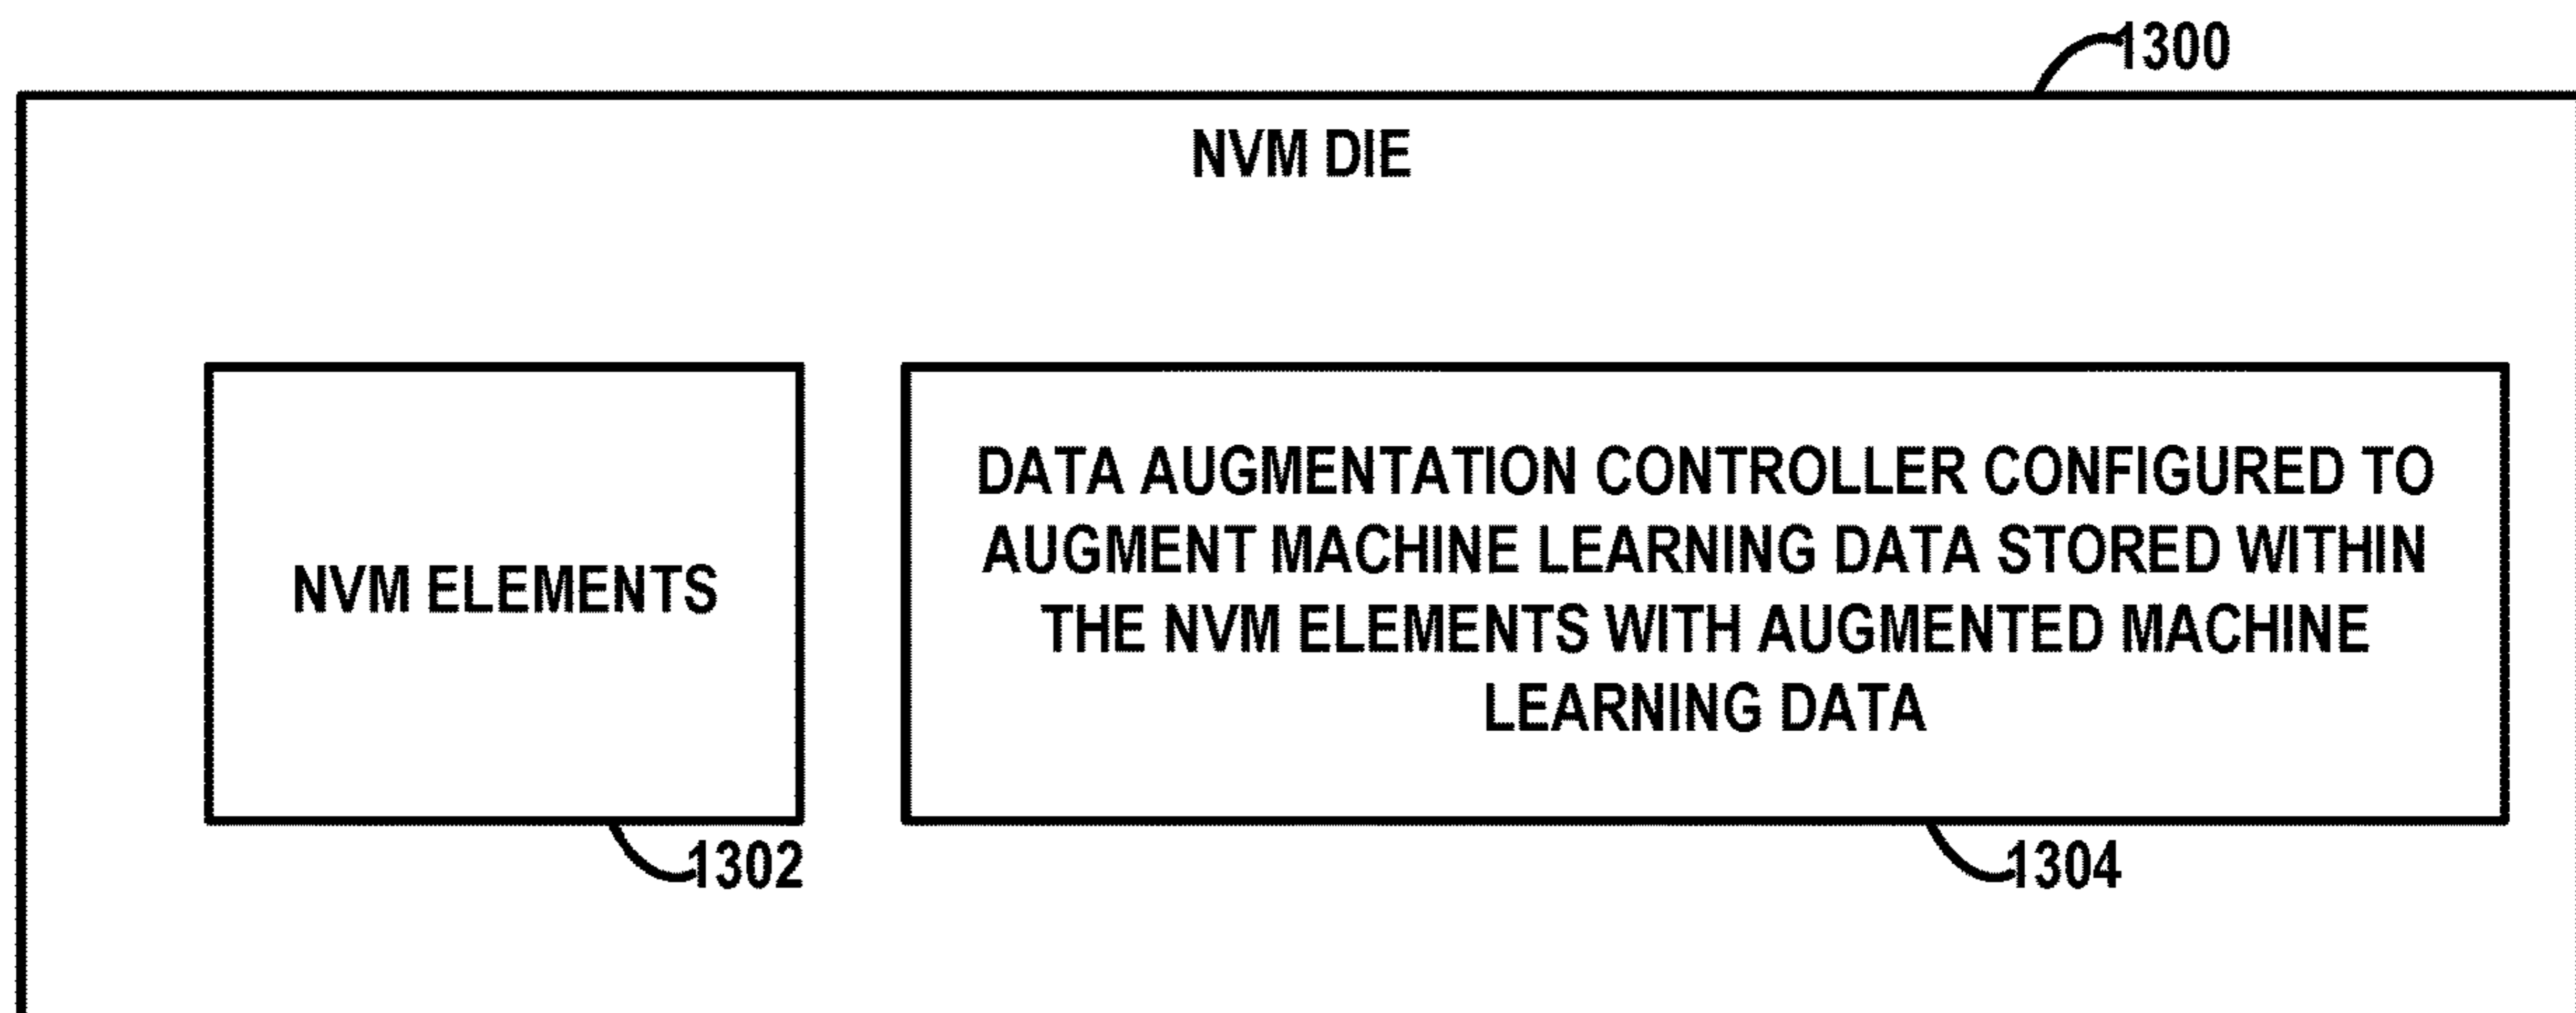 1300
NVM DIE
NVM ELEMENTS
DATA AUGMENTATION CONTROLLER CONFIGURED TO
AUGMENT MACHINE LEARNING DATA STORED WITHIN
THE NVM ELEMENTS WITH AUGMENTED MACHINE
LEARNING DATA
1302
1304